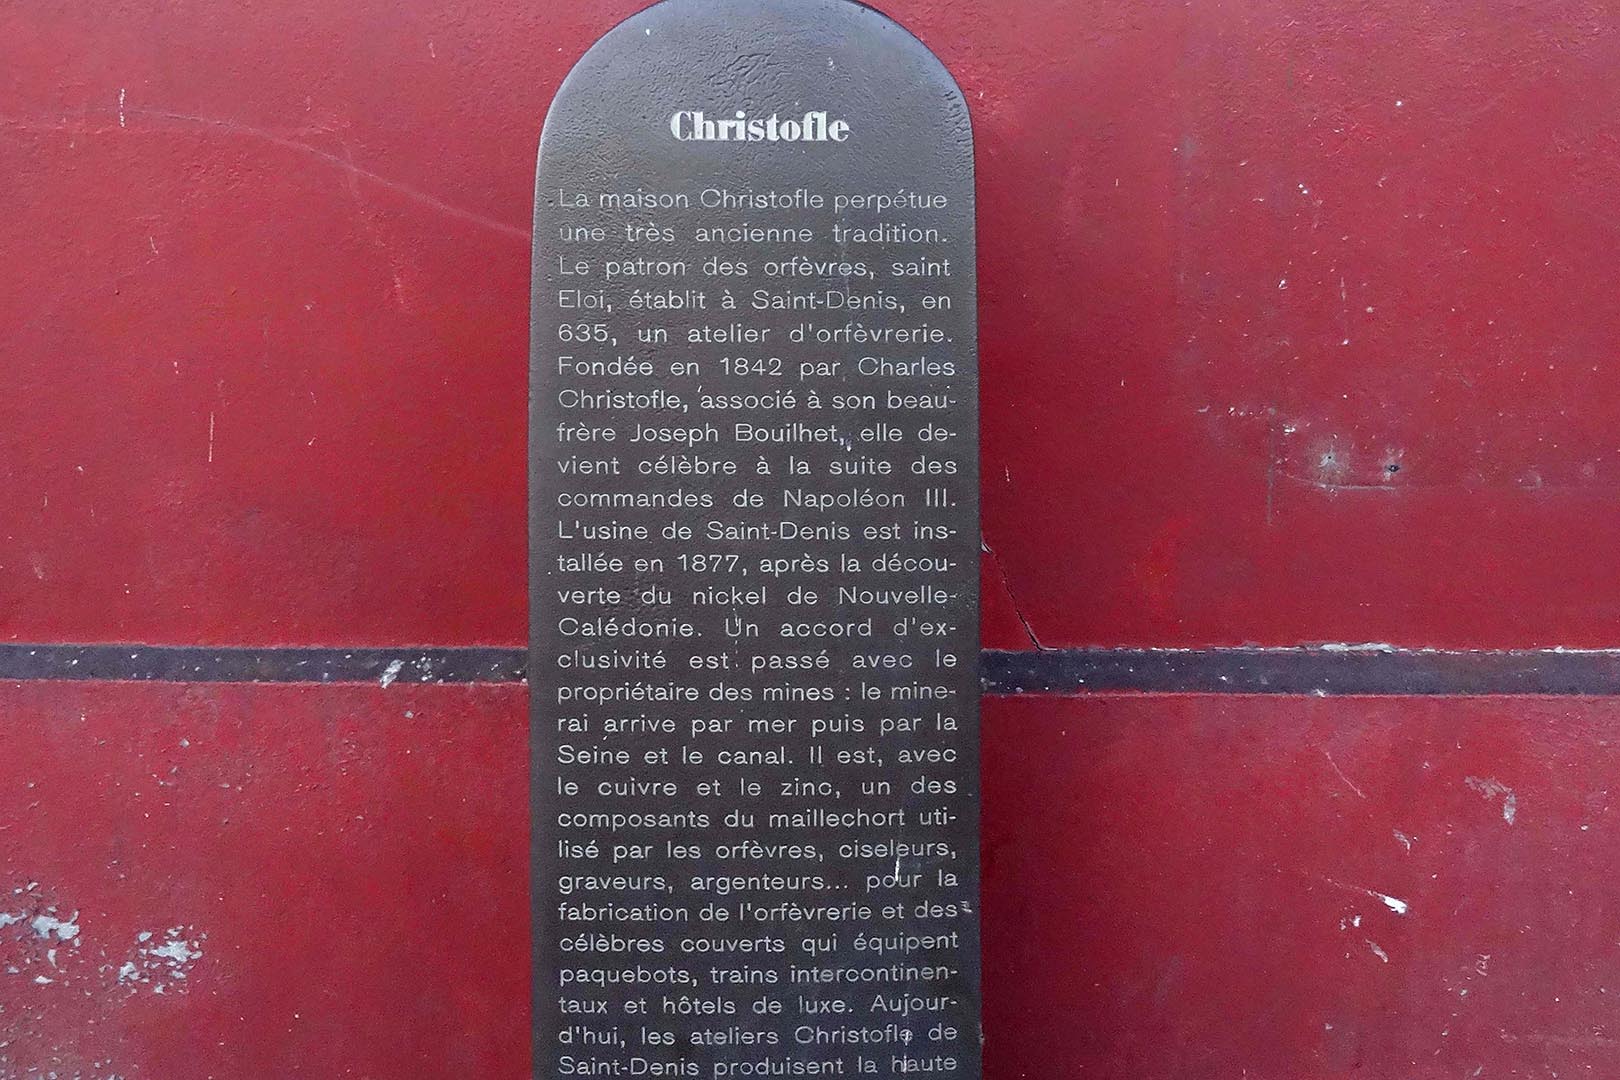 Christofle
La maison Christofle perpétue
une très ancienne tradition.
Le patron des orfèvres, saint
Eloi, établit à Saint-Denis, en
635, un atelier d'orfèvrerie.
Fondée en 1842 par Charles
Christofle, associé à son beau-
frère Joseph Bouilhet, elle de-
vient célèbre à la suite des
commandes de Napoléon III.
L'usine de Saint-Denis est ins-
tallée en 1877, après la décou-
verte du nickel de Nouvelle-
Calédonie. Un accord d'ex-
clusivité est passé avec le
propriétaire des mines : le mine-
rai arrive par mer puis par la
Seine et le canal. Il est, avec
le cuivre et le zinc, un des
composants du maillechort uti-
lisé par les orfèvres, ciseleurs,
graveurs, argenteurs... pour la
fabrication de l'orfèvrerie et des
célèbres couverts qui équipent
paquebots, trains intercontinen-
taux et hôtels de luxe. Aujour-
d'hui, les ateliers Christofle de
Saint-Denis produisent la haute